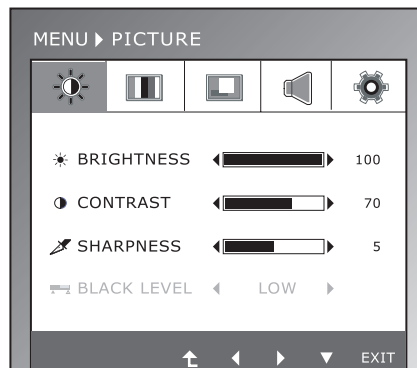 MENU PICTURE
BRIGHTNESS 100
CONTRAST 70
SHARPNESS 5
BLACK LEVEL LOW
EXIT